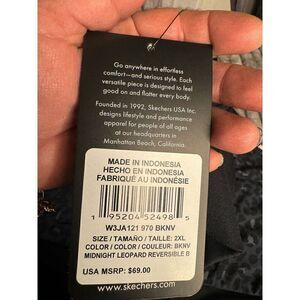 Go anywhere in effortless
comfort—and serious style. Each
versatile piece is designed to feel
good on and flatter every body.
Founded in 1992, Skechers USA Inc.
designs lifestyle and performance
apparel for people of all ages
at our headquarters in
Manhattan Beach, California.
MADE IN INDONESIA
HECHO EN INDONESIA
FABRIQUÉ AU INDONÉSIE
1 95204 52498 5
W3JA121 970 BKNV
SIZE / TAMAÑO / TAILLE: 2XL
COLOR / COLOR / COULEUR: BKNV
MIDNIGHT LEOPARD REVERSIBLE B
USA MSRP: $69.00
www.skechers.com